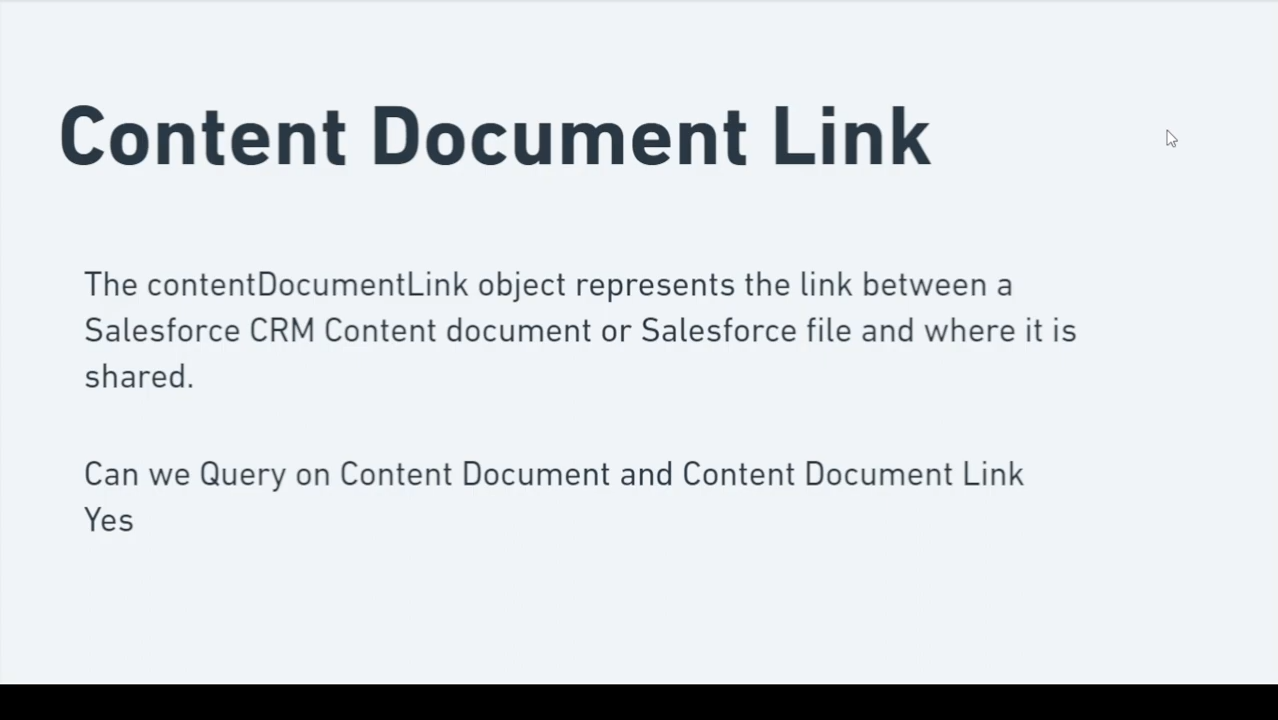 Content Document Link
The contentDocumentLink object represents the link between a
Salesforce CRM Content document or Salesforce file and where it is
shared.
Can we Query on Content Document and Content Document Link
Yes